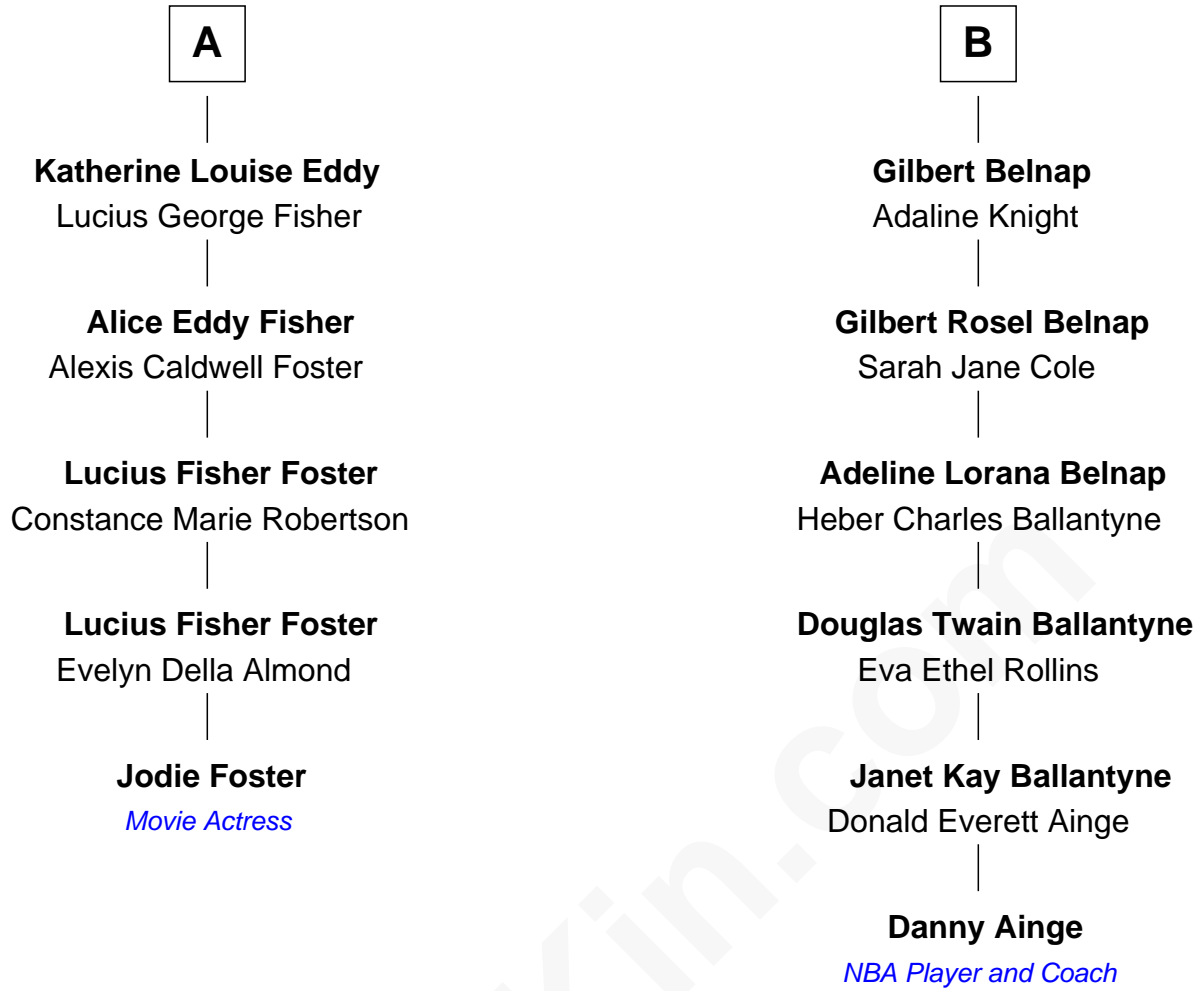 A
Katherine Louise Eddy
Lucius George Fisher
Alice Eddy Fisher
Alexis Caldwell Foster
Lucius Fisher Foster
Constance Marie Robertson
Lucius Fisher Foster
Evelyn Della Almond
Jodie Foster
Movie Actress
B
Gilbert Belnap
Adaline Knight
Gilbert Rosel Belnap
Sarah Jane Cole
Adeline Lorana Belnap
Heber Charles Ballantyne
Douglas Twain Ballantyne
Eva Ethel Rollins
Janet Kay Ballantyne
Donald Everett Ainge
Danny Ainge
NBA Player and Coach
Kin.com